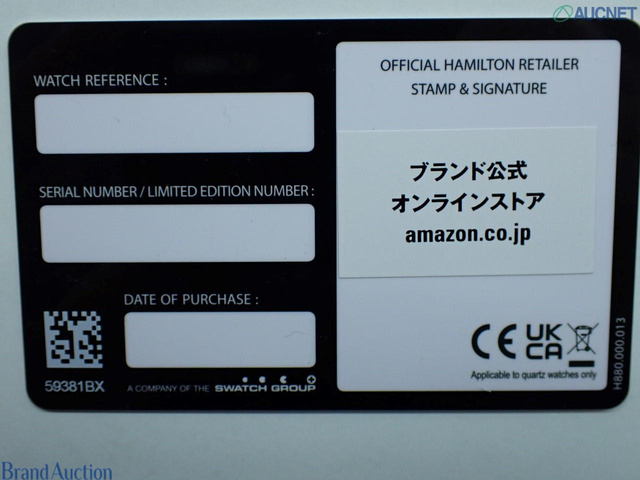 AUCNET
WATCH REFERENCE :
SERIAL NUMBER / LIMITED EDITION NUMBER :
DATE OF PURCHASE :
59381BX
A COMPANY OF THE SWATCH GROUP
OFFICIAL HAMILTON RETAILER
STAMP & SIGNATURE
ブランド公式
オンラインストア
amazon.co.jp
CE UK
CA
Applicable to quartz watches only
H880.000.013
Brand Auction